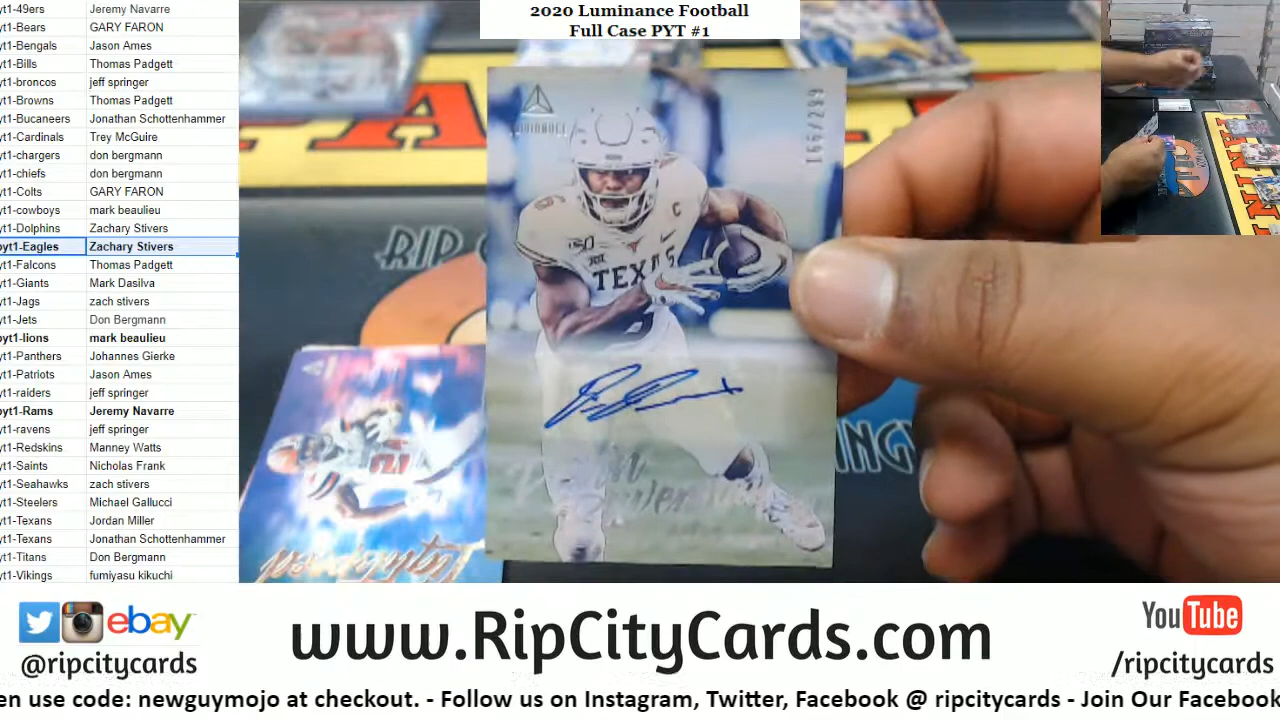 2020 Luminance Football
Full Case PYT #1
yt1-49ers Jeremy Navarre
yt1-Bears GARY FARON
yt1-Bengals Jason Ames
yt1-Bills Thomas Padgett
yt1-broncos jeff springer
yt1-Browns Thomas Padgett
yt1-Bucaneers Jonathan Schottenhammer
yt1-Cardinals Trey McGuire
yt1-chargers don bergmann
yt1-chiefs don bergmann
yt1-Colts GARY FARON
yt1-cowboys mark beaulieu
yt1-Dolphins Zachary Stivers
pyt1-Eagles Zachary Stivers
yt1-Falcons Thomas Padgett
yt1-Giants Mark Dasilva
yt1-Jags zach stivers
yt1-Jets Don Bergmann
pyt1-lions mark beaulieu
yt1-Panthers Johannes Gierke
yt1-Patriots Jason Ames
yt1-raiders jeff springer
pyt1-Rams Jeremy Navarre
yt1-ravens jeff springer
yt1-Redskins Manney Watts
yt1-Saints Nicholas Frank
yt1-Seahawks zach stivers
yt1-Steelers Michael Gallucci
yt1-Texans Jordan Miller
yt1-Texans Jonathan Schottenhammer
yt1-Titans Don Bergmann
yt1-Vikings fumiyasu kikuchi
LUMINANCE
166/299
6
C
150
TEXAS
RIP
ebay
@ripcitycards
www.RipCityCards.com
YouTube
/ripcitycards
en use code: newguymojo at checkout. - Follow us on Instagram, Twitter, Facebook @ ripcitycards - Join Our Facebook